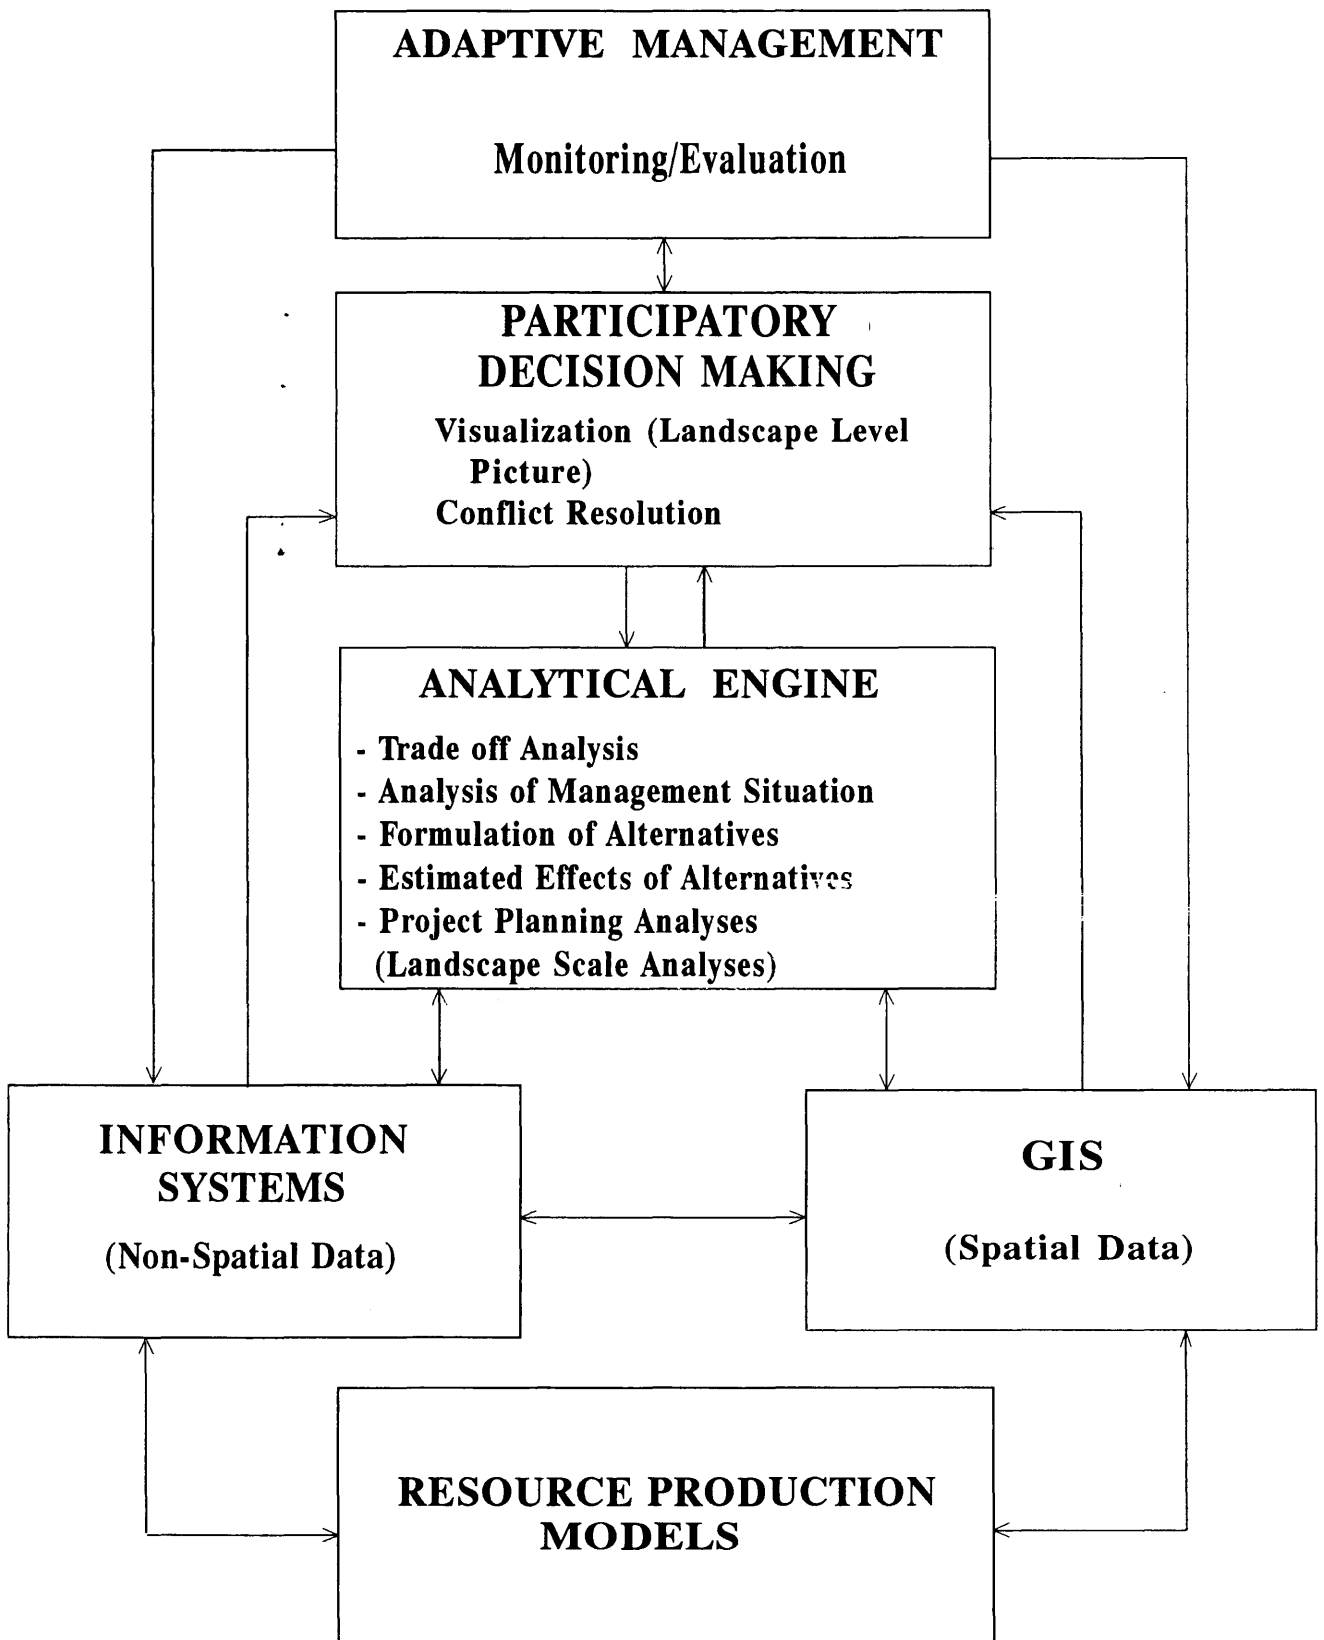 ADAPTIVE MANAGEMENT
Monitoring/Evaluation
PARTICIPATORY
DECISION MAKING
Visualization (Landscape Level
Picture)
Conflict Resolution
ANALYTICAL ENGINE
- Trade off Analysis
- Analysis of Management Situation
- Formulation of Alternatives
- Estimated Effects of Alternatives
- Project Planning Analyses
(Landscape Scale Analyses)
INFORMATION
SYSTEMS
(Non-Spatial Data)
GIS
(Spatial Data)
RESOURCE PRODUCTION
MODELS